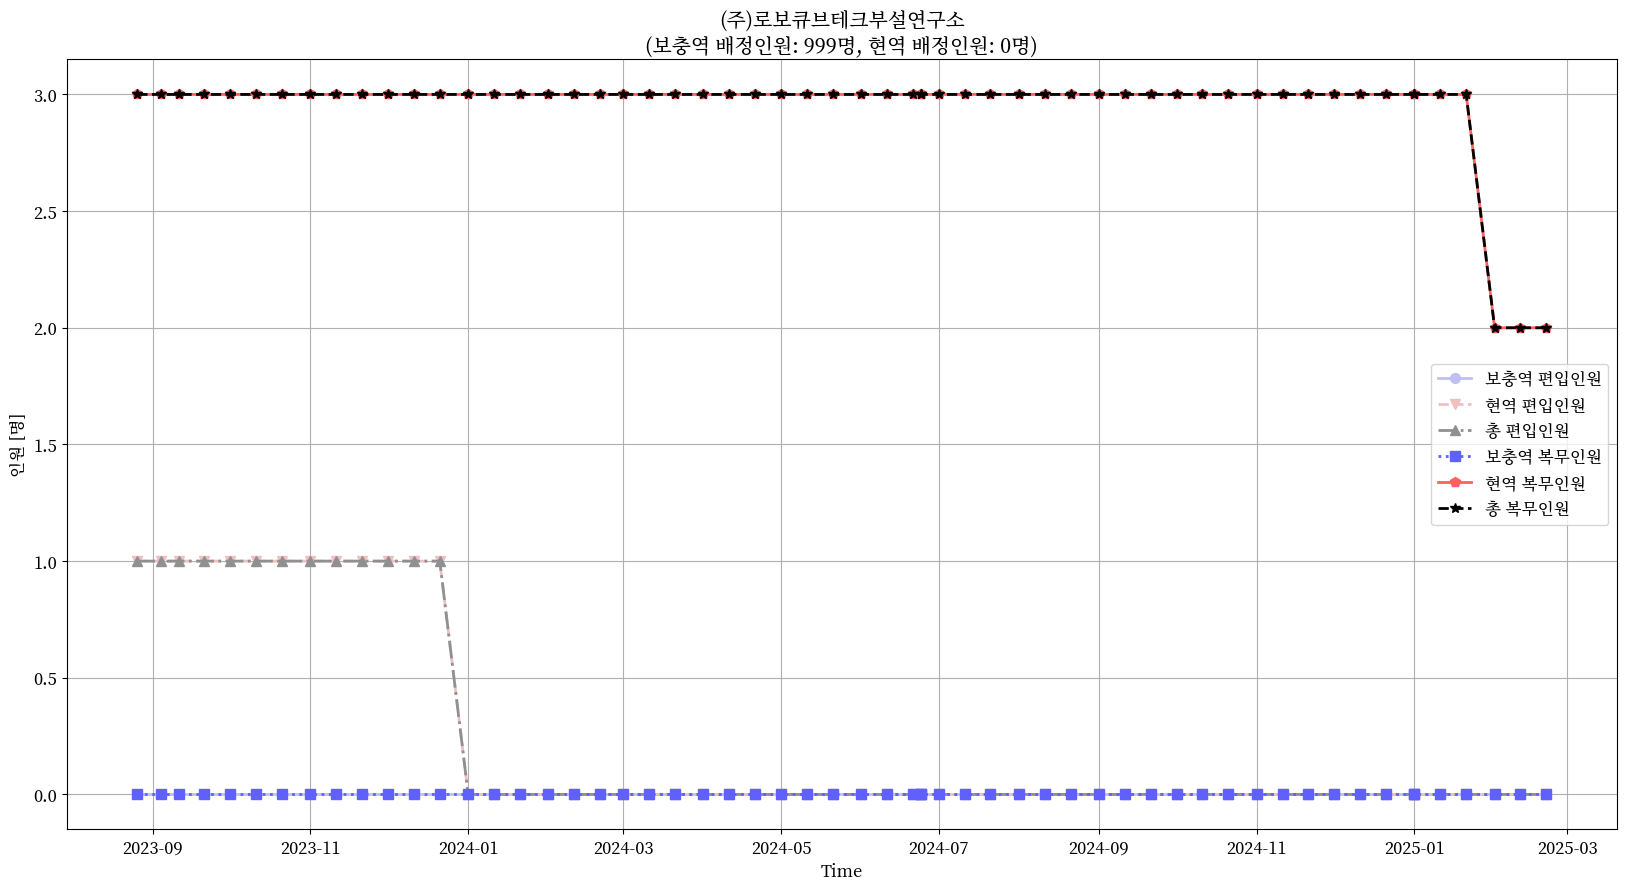 (주)로보큐브테크부설연구소
(보충역 배정인원: 999명, 현역 배정인원: 0명)
3.0
2.5
2.0
1.5
1.0
0.5
0.0
인원 [명]
보충역 편입인원
현역 편입인원
총 편입인원
보충역 복무인원
현역 복무인원
총 복무인원
2023-09 2023-11 2024-01 2024-03 2024-05 2024-07 2024-09 2024-11 2025-01 2025-03
Time